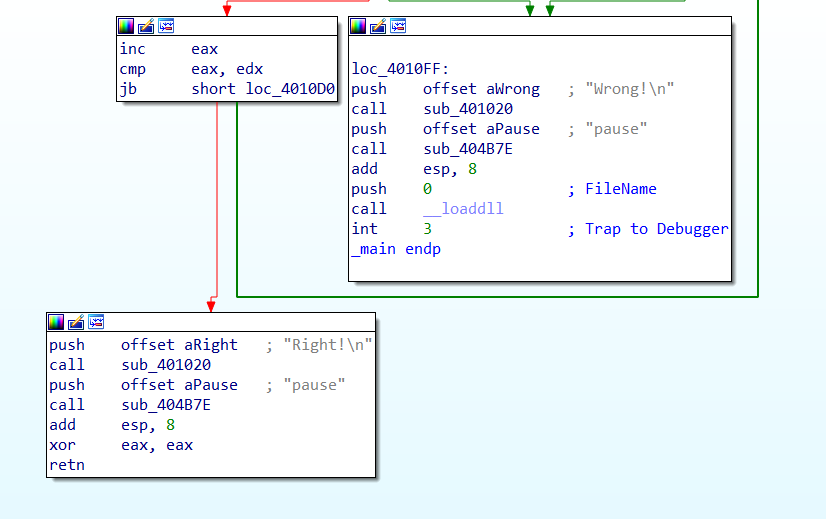 inc eax
cmp eax, edx
jb short loc_4010D0
loc_4010FF:
push offset aWrong ; "Wrong!\n"
call sub_401020
push offset aPause ; "pause"
call sub_404B7E
add esp, 8
push 0 ; FileName
call __loaddll
int 3 ; Trap to Debugger
_main endp
push offset aRight ; "Right!\n"
call sub_401020
push offset aPause ; "pause"
call sub_404B7E
add esp, 8
xor eax, eax
retn